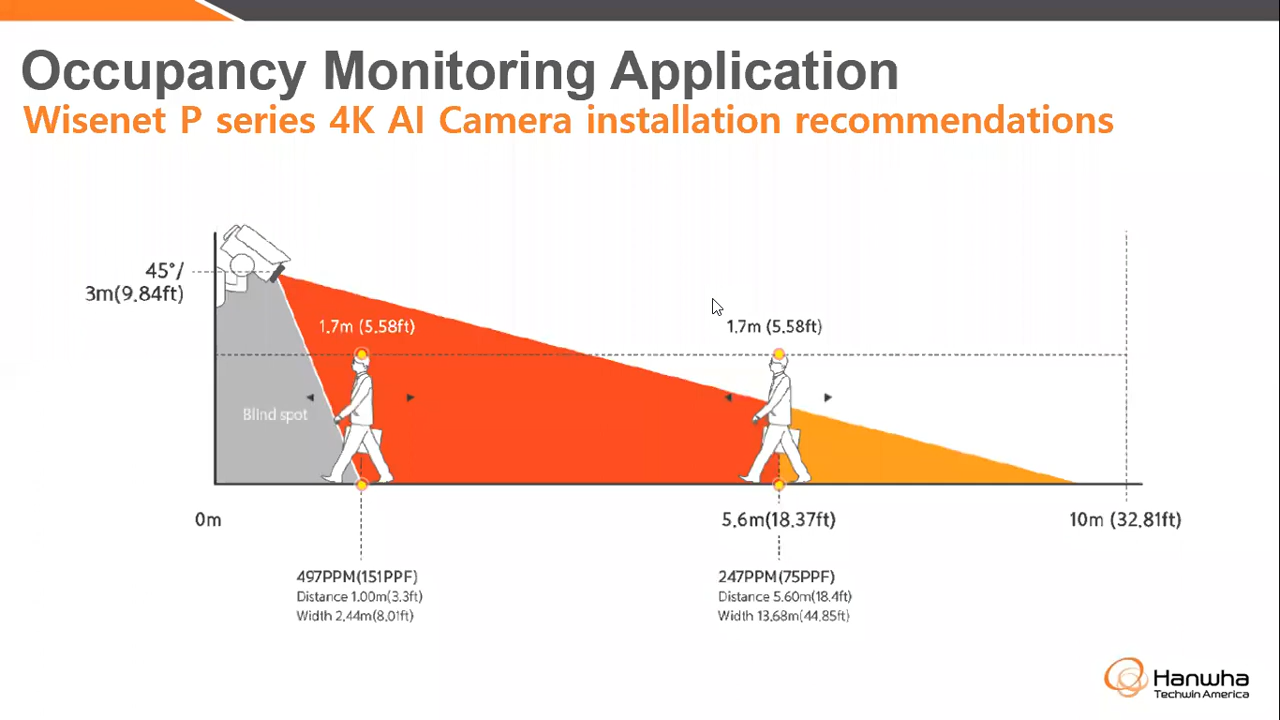 Occupancy Monitoring Application
Wisenet P series 4K AI Camera installation recommendations
45°/
3m(9.84ft)
1.7m (5.58ft)
1.7m (5.58ft)
Blind spot
0m
5.6m(18.37ft)
10m (32.81ft)
497PPM(151PPF)
Distance 1.00m(3.3ft)
Width 2.44m(8.01ft)
247PPM(75PPF)
Distance 5.60m(18.4ft)
Width 13.68m(44.85ft)
Hanwha
Techwin America